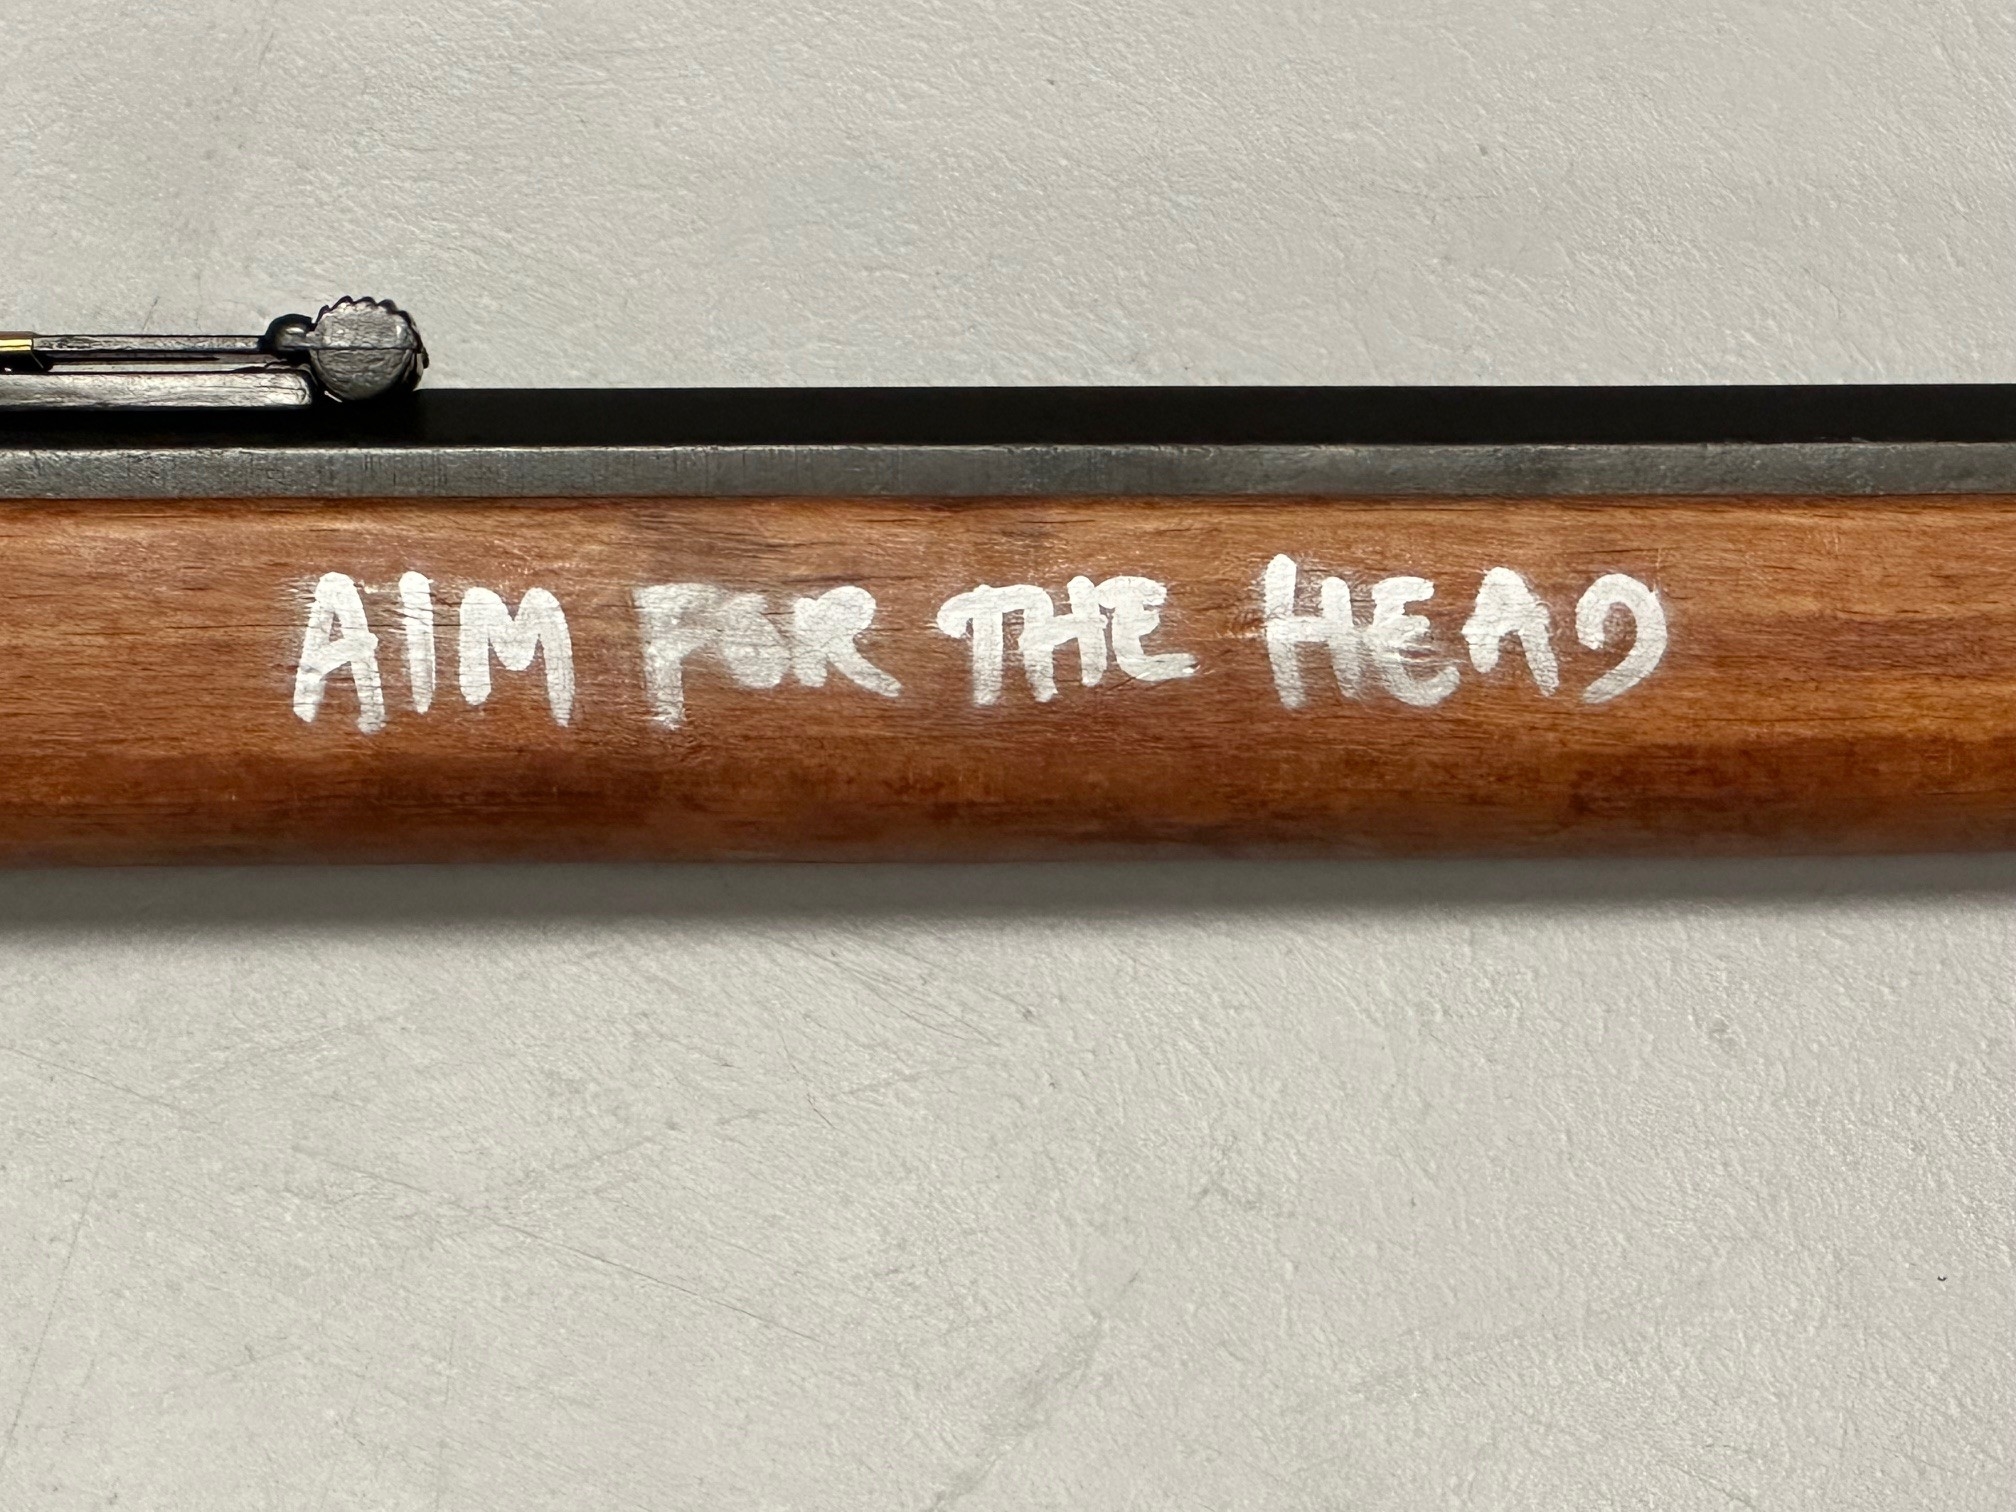 AIM FOR THE HEAD